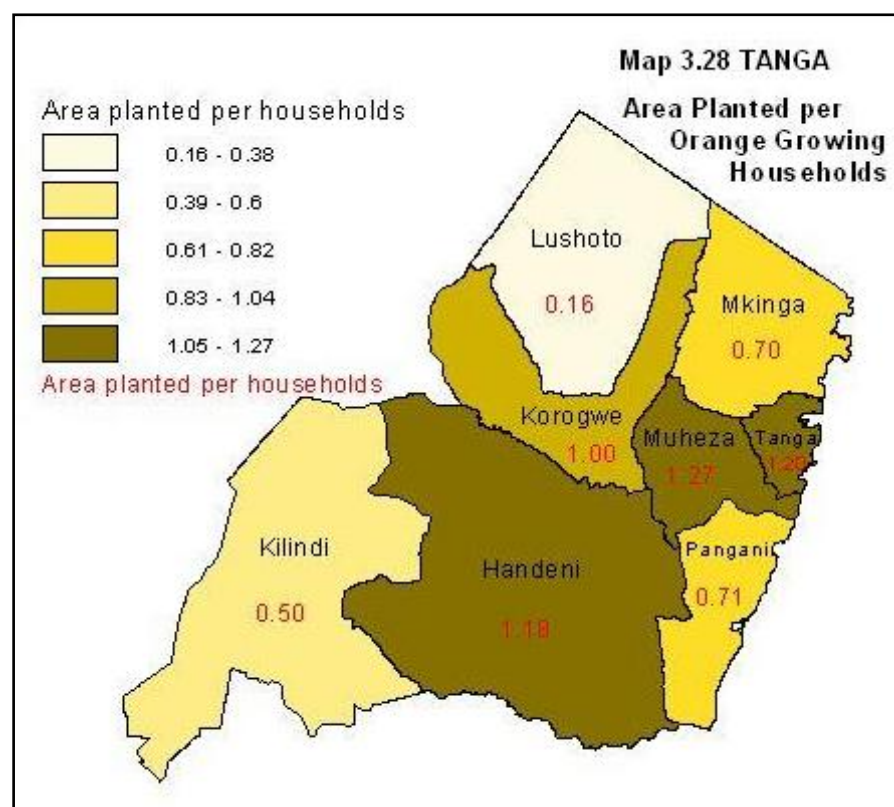 Map 3.28 TANGA
Area Planted per
Orange Growing
Households
Area planted per households
0.16 - 0.38
0.39 - 0.6
0.61 - 0.82
0.83 - 1.04
1.05 - 1.27
Area planted per households
Lushoto
0.16
Mkinga
0.70
Korogwe
1.00
Muheza
1.27
Tanga
Kilindi
0.50
Handeni
1.18
Pangani
0.71